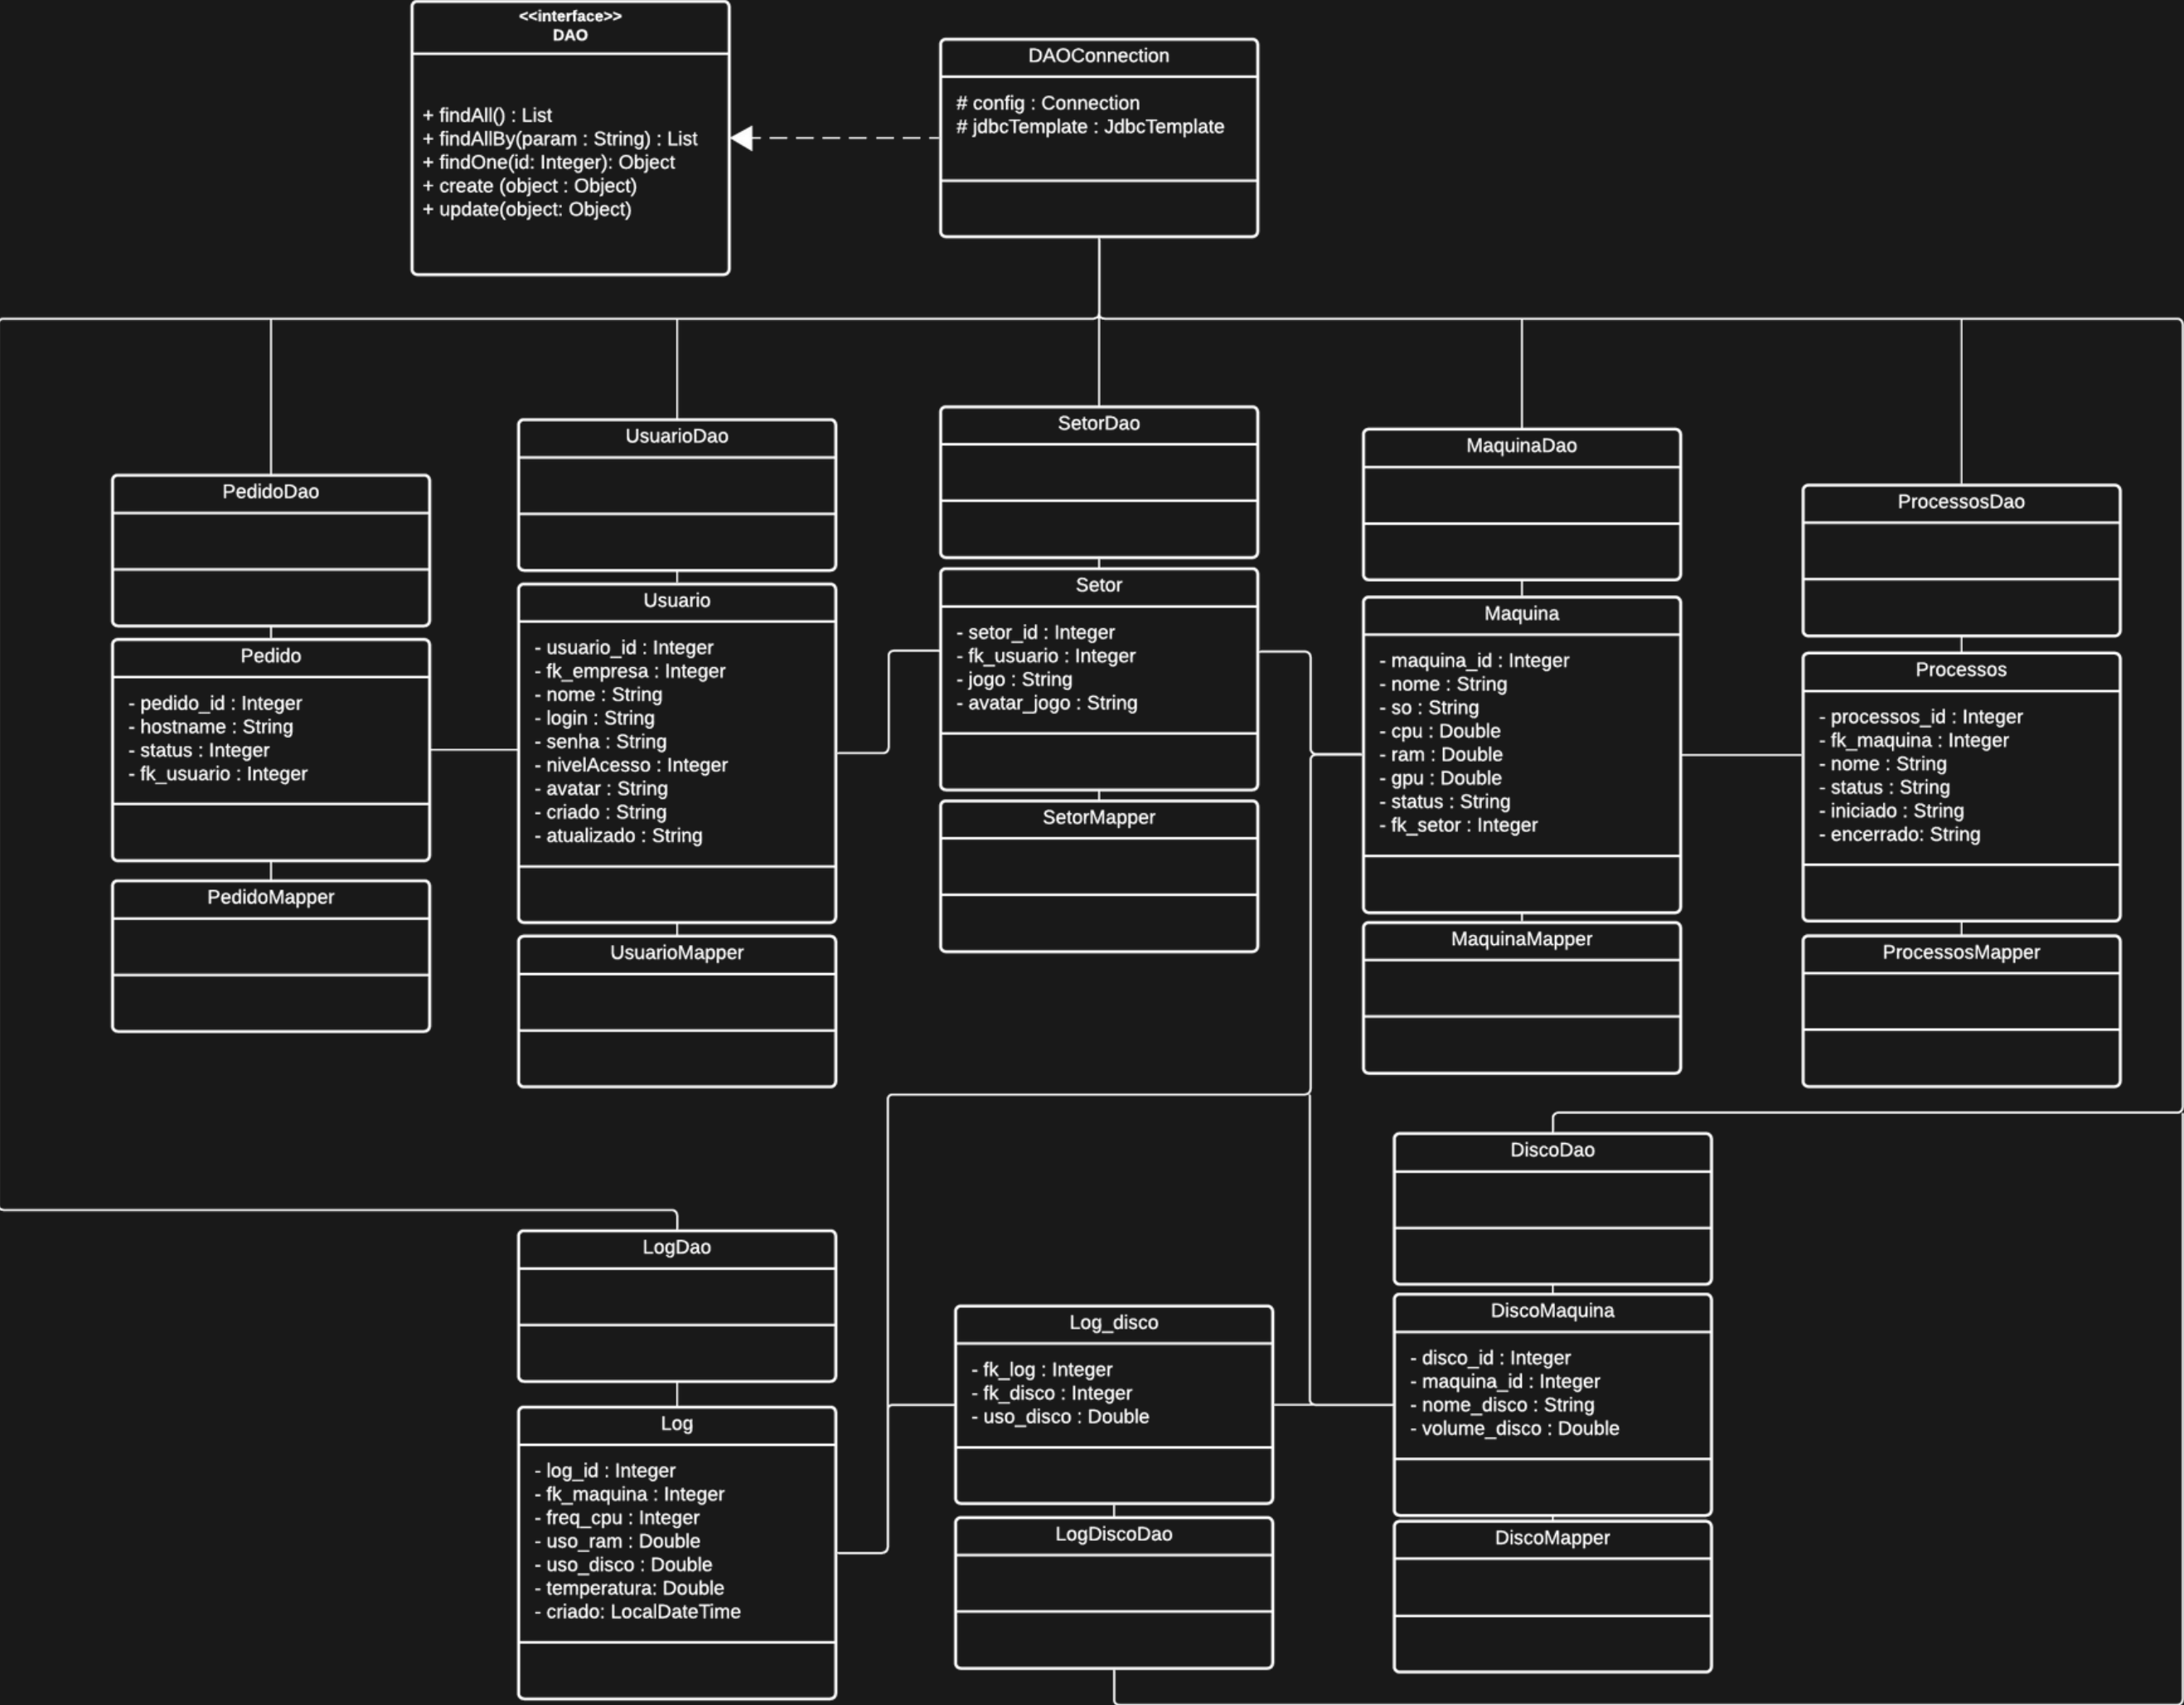 <<interface>>
DAO
+ findAll() : List
+ findAllBy(param : String) : List
+ findOne(id: Integer): Object
+ create (object : Object)
+ update(object: Object)
DAOConnection
# config : Connection
# jdbcTemplate : JdbcTemplate
PedidoDao
Pedido
- pedido_id : Integer
- hostname : String
- status : Integer
- fk_usuario : Integer
PedidoMapper
UsuarioDao
Usuario
- usuario_id : Integer
- fk_empresa : Integer
- nome : String
- login : String
- senha : String
- nivelAcesso : Integer
- avatar : String
- criado : String
- atualizado : String
UsuarioMapper
SetorDao
Setor
- setor_id : Integer
- fk_usuario : Integer
- jogo : String
- avatar_jogo : String
SetorMapper
MaquinaDao
Maquina
- maquina_id : Integer
- nome : String
- so : String
- cpu : Double
- ram : Double
- gpu : Double
- status : String
- fk_setor : Integer
MaquinaMapper
ProcessosDao
Processos
- processos_id : Integer
- fk_maquina : Integer
- nome : String
- status : String
- iniciado : String
- encerrado: String
ProcessosMapper
LogDao
Log
- log_id : Integer
- fk_maquina : Integer
- freq_cpu : Integer
- uso_ram : Double
- uso_disco : Double
- temperatura: Double
- criado: LocalDateTime
Log_disco
- fk_log : Integer
- fk_disco : Integer
- uso_disco : Double
LogDiscoDao
DiscoDao
DiscoMaquina
- disco_id : Integer
- maquina_id : Integer
- nome_disco : String
- volume_disco : Double
DiscoMapper